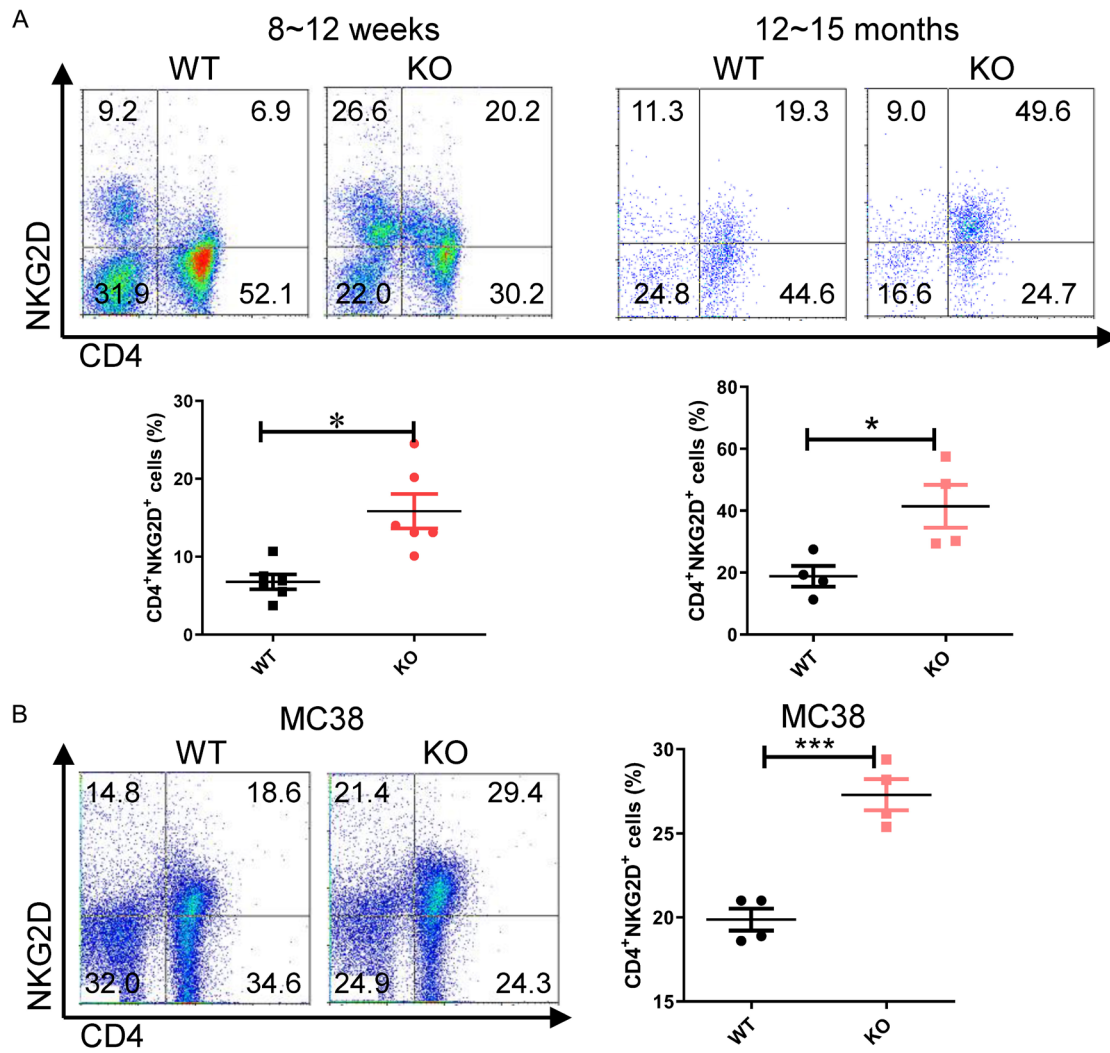 A
8~12 weeks
12~15 months
WT
KO
WT
KO
9.2
6.9
26.6
20.2
11.3
19.3
9.0
49.6
31.9
52.1
22.0
30.2
24.8
44.6
16.6
24.7
NKG2D
CD4
CD4+NKG2D+ cells (%)
30
20
10
0
*
WT
KO
CD4+NKG2D+ cells (%)
80
60
40
20
0
*
WT
KO
B
MC38
WT
KO
14.8
18.6
21.4
29.4
32.0
34.6
24.9
24.3
NKG2D
CD4
MC38
CD4+NKG2D+ cells (%)
30
25
20
15
***
WT
KO